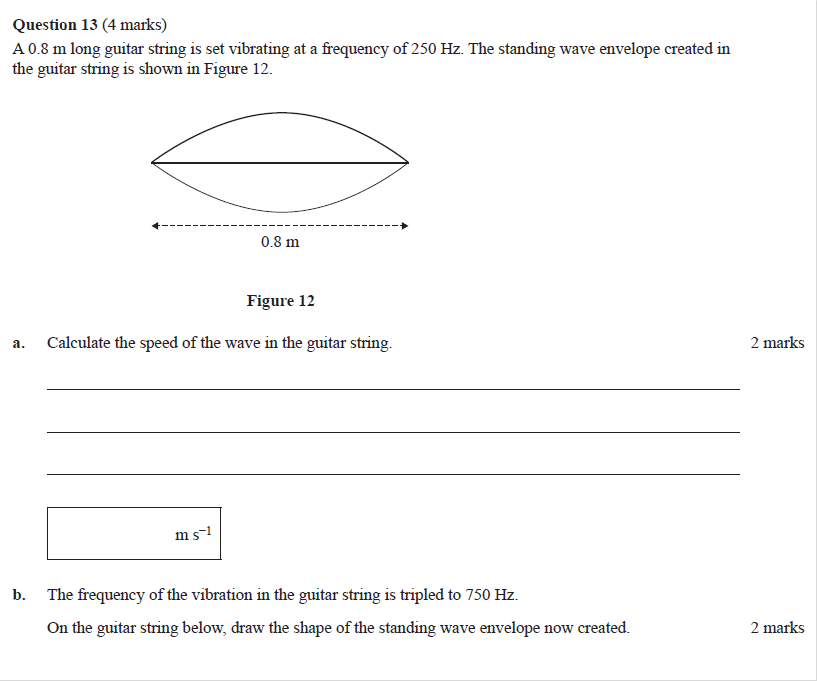 Question 13 (4 marks)
A 0.8 m long guitar string is set vibrating at a frequency of 250 Hz. The standing wave envelope created in
the guitar string is shown in Figure 12.
0.8 m
Figure 12
a. Calculate the speed of the wave in the guitar string. 2 marks
m s⁻¹
b. The frequency of the vibration in the guitar string is tripled to 750 Hz.
On the guitar string below, draw the shape of the standing wave envelope now created. 2 marks